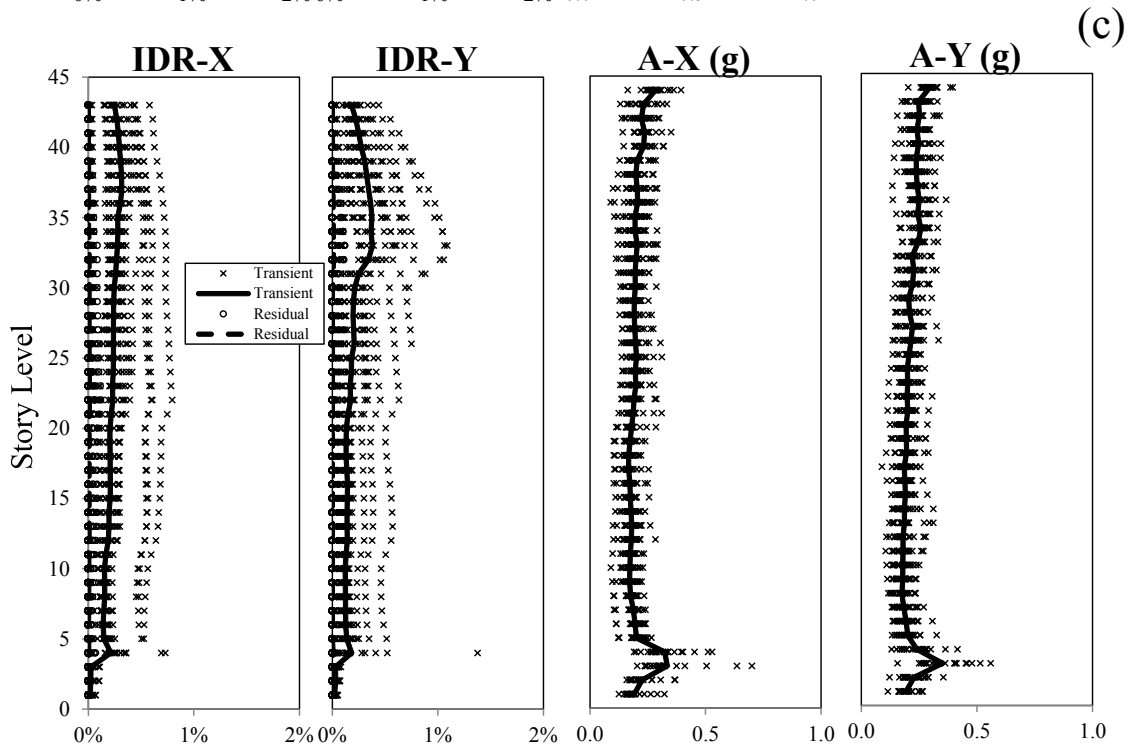 (c)
IDR-X IDR-Y A-X (g) A-Y (g)
45
40
35
30
25
20
15
10
5
0
Story Level
Transient
Transient
Residual
Residual
0% 1% 2% 0% 1% 2% 0.0 0.5 1.0 0.0 0.5 1.0